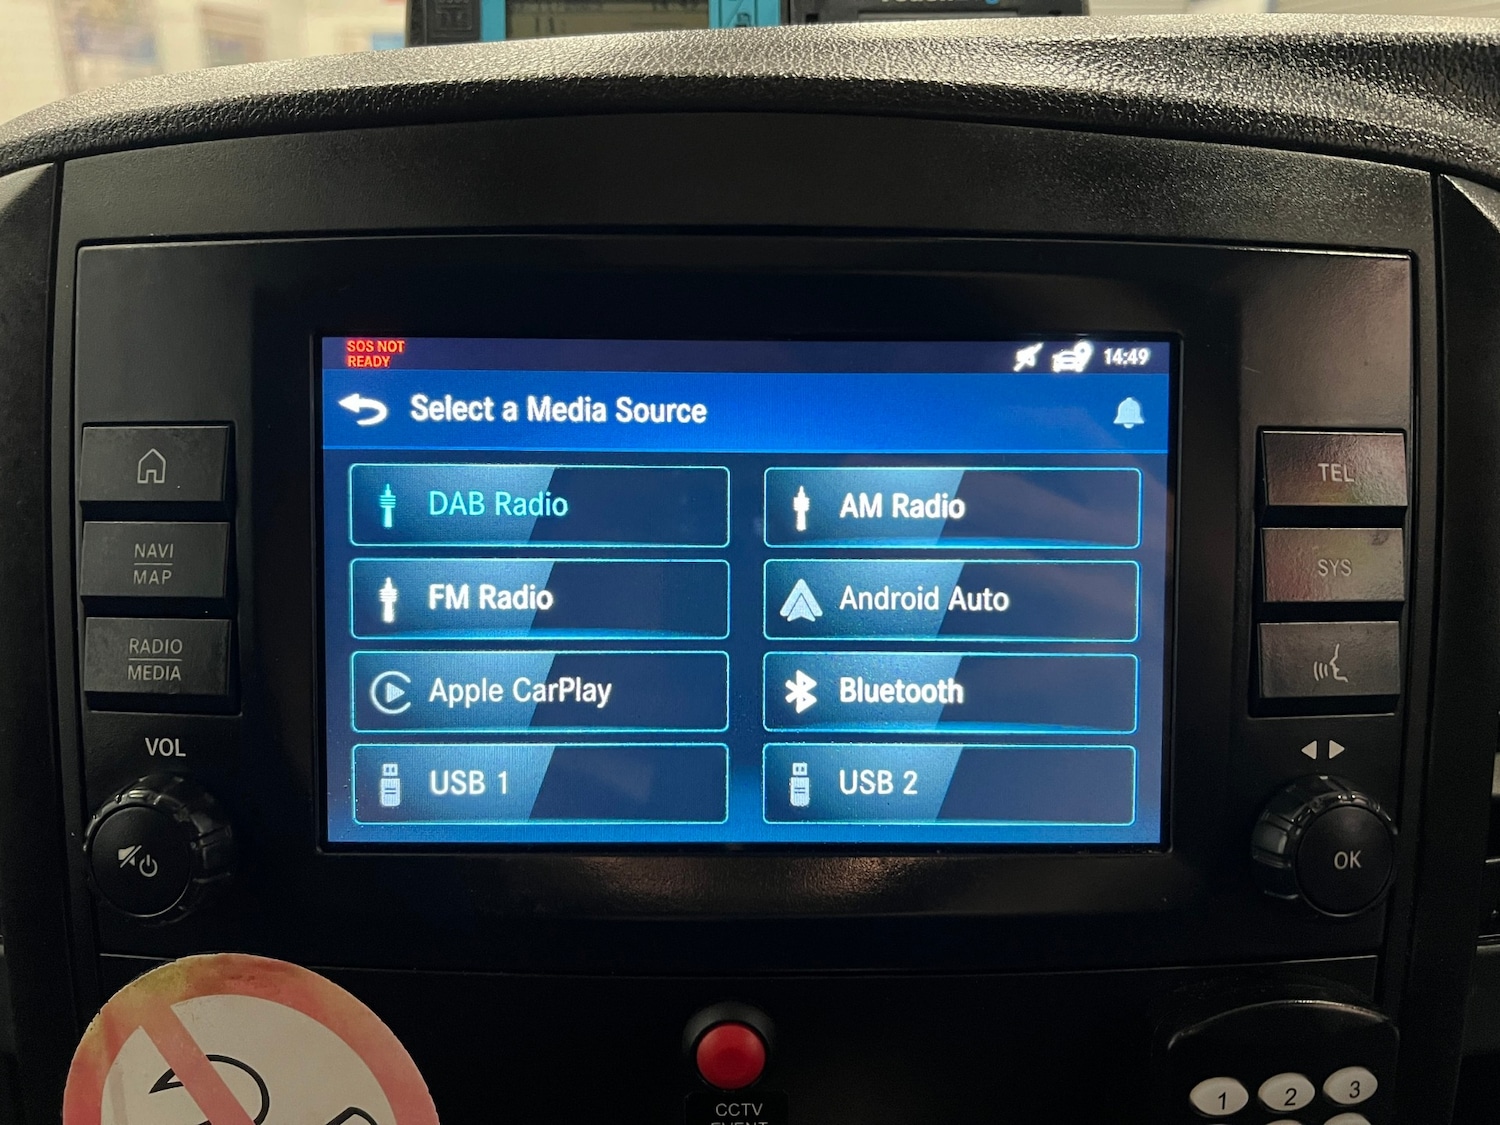 SOS NOT
READY
14:49
Select a Media Source
DAB Radio
AM Radio
FM Radio
Android Auto
Apple CarPlay
Bluetooth
USB 1
USB 2
NAVI
MAP
RADIO
MEDIA
VOL
TEL
SYS
OK
CCTV
EVENT
1 2 3